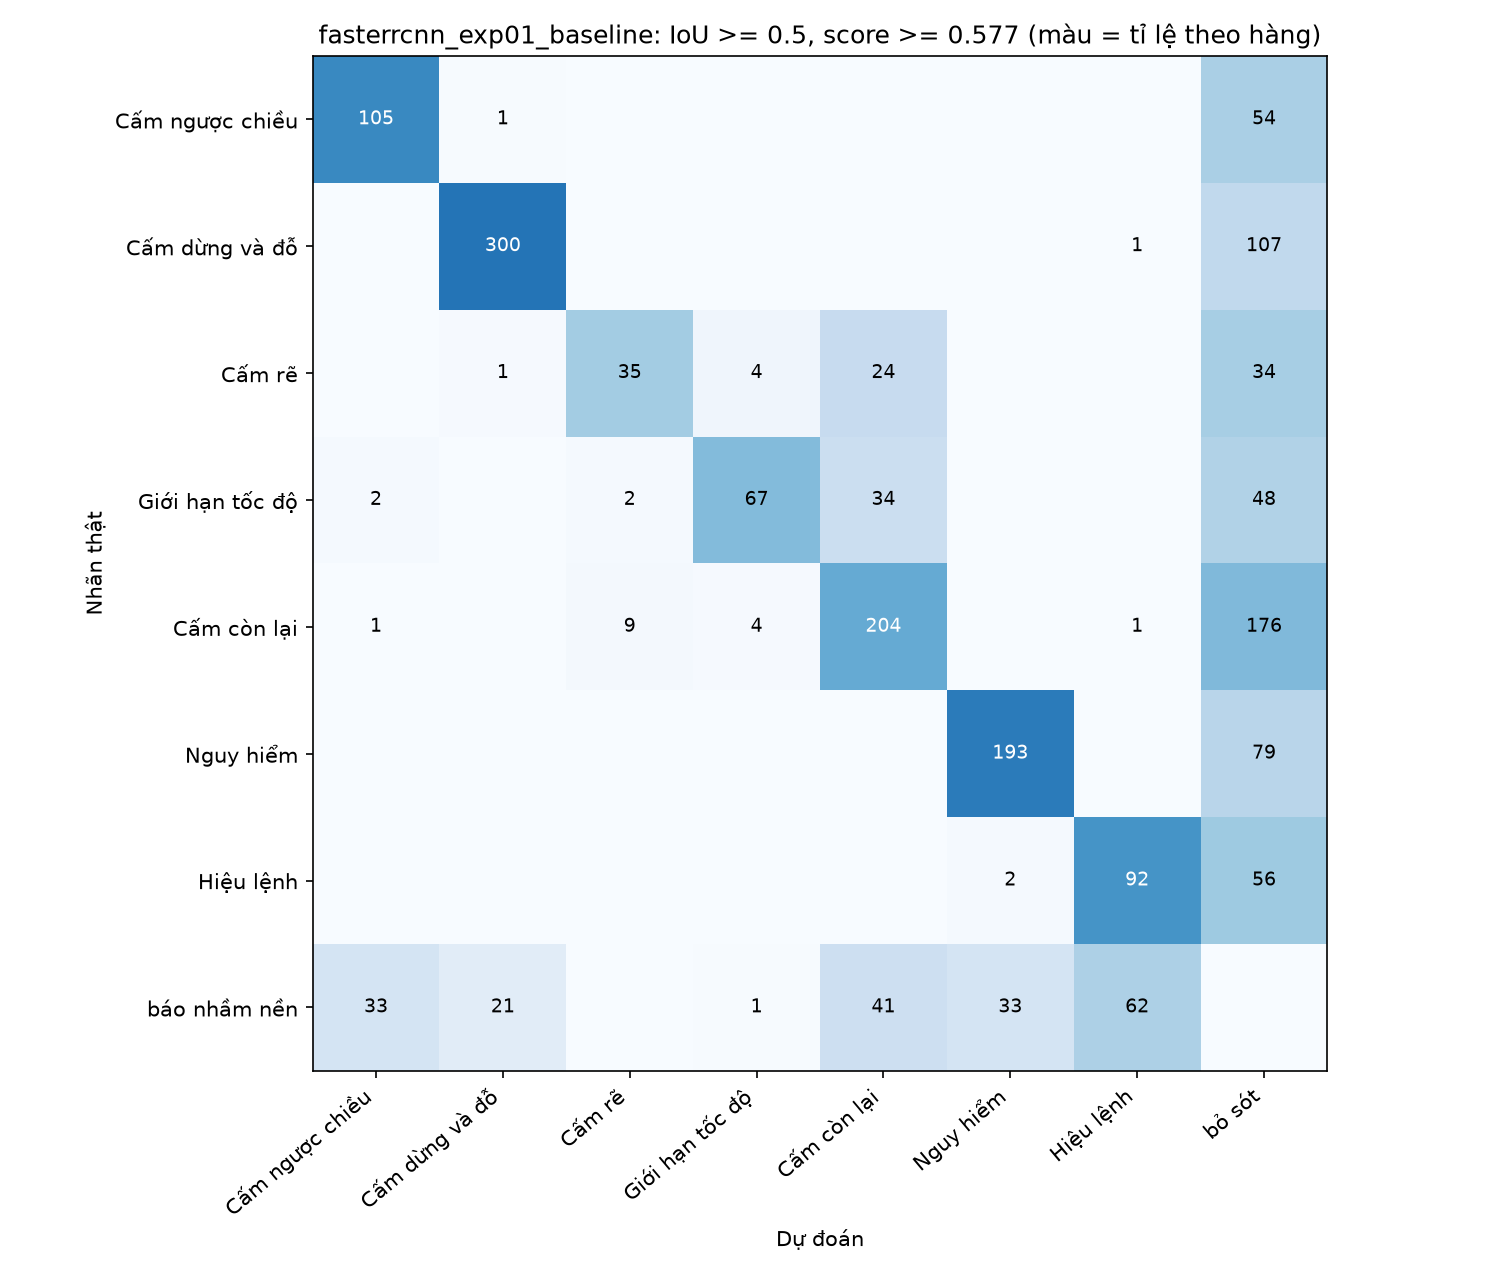 fasterrcnn_exp01_baseline: IoU >= 0.5, score >= 0.577 (màu = tỉ lệ theo hàng)
Nhãn thật
Cấm ngược chiều 105 1 54
Cấm dừng và đỗ 300 1 107
Cấm rẽ 1 35 4 24 34
Giới hạn tốc độ 2 2 67 34 48
Cấm còn lại 1 9 4 204 1 176
Nguy hiểm 193 79
Hiệu lệnh 2 92 56
báo nhầm nền 33 21 1 41 33 62
Cấm ngược chiều Cấm dừng và đỗ Cấm rẽ Giới hạn tốc độ Cấm còn lại Nguy hiểm Hiệu lệnh bỏ sót
Dự đoán